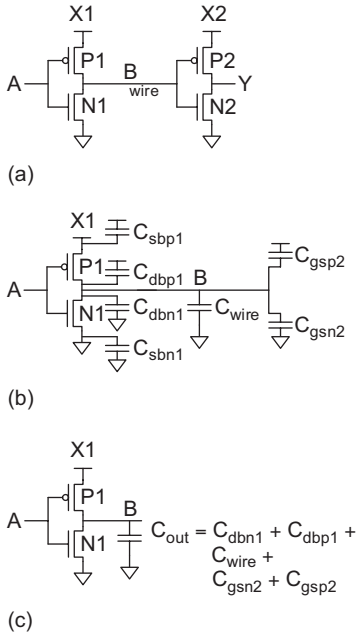 X1 X2
P1 P2
A B Y
wire
N1 N2
(a)
X1
C_sbp1
P1 C_dbp1 B C_gsp2
A
N1 C_dbn1 C_wire
C_gsn2
C_sbn1
(b)
X1
P1
A B
C_out = C_dbn1 + C_dbp1 +
N1 C_wire +
C_gsn2 + C_gsp2
(c)